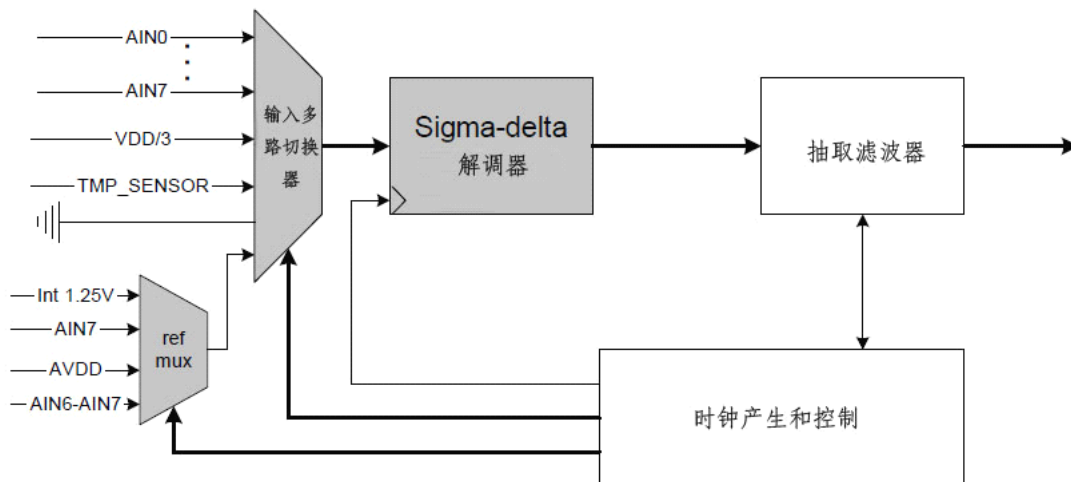 AIN0
AIN7
VDD/3
TMP_SENSOR
输入多
路切换
器
Sigma-delta
解调器
抽取滤波器
Int 1.25V
AIN7
AVDD
AIN6-AIN7
ref
mux
时钟产生和控制